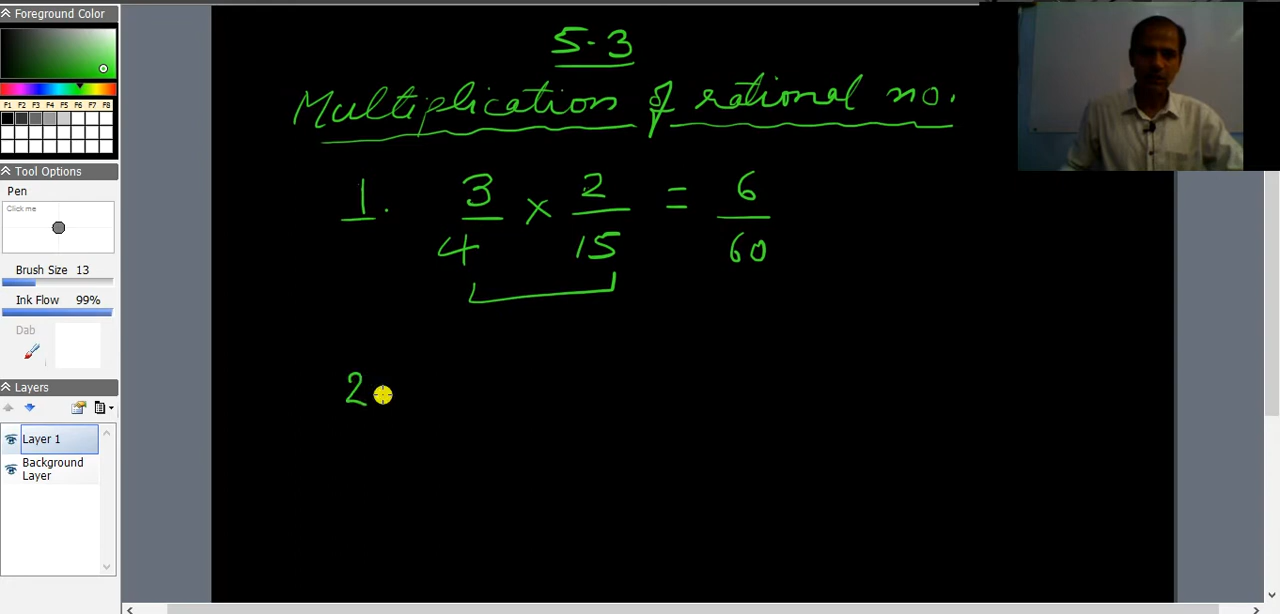 Foreground Color
F1 F2 F3 F4 F5 F6 F7 F8
Tool Options
Pen
Click me
Brush Size 13
Ink Flow 99%
Dab
Layers
Layer 1
Background Layer
5.3
Multiplication of rational no.
1. 3/4 × 2/15 = 6/60
2